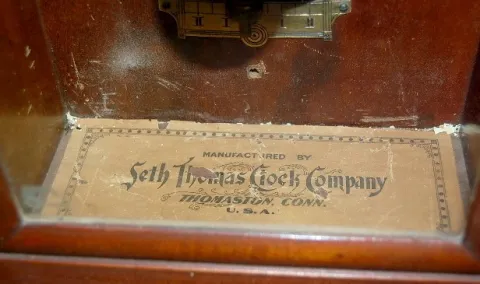 MANUFACTURED BY
Seth Thomas Clock Company
THOMASTON, CONN.
U.S.A.